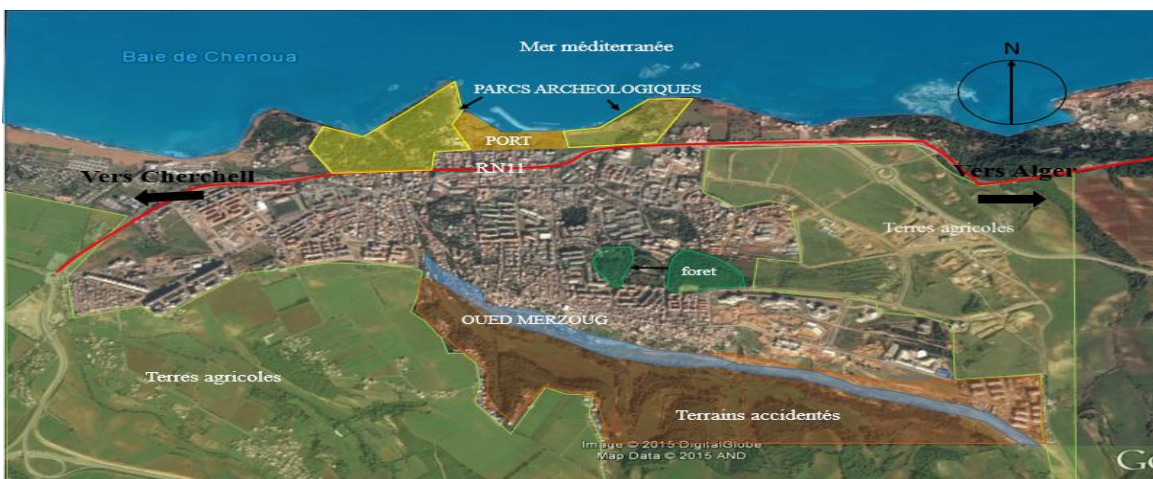 Mer méditerranée
N
Baie de Chenoua
PARCS ARCHEOLOGIQUES
PORT
RN11
Vers Cherchell
Vers Alger
Terres agricoles
foret
OUED MERZOUG
Terres agricoles
Terrains accidentés
Image © 2015 DigitalGlobe
Map Data © 2015 AND
Go